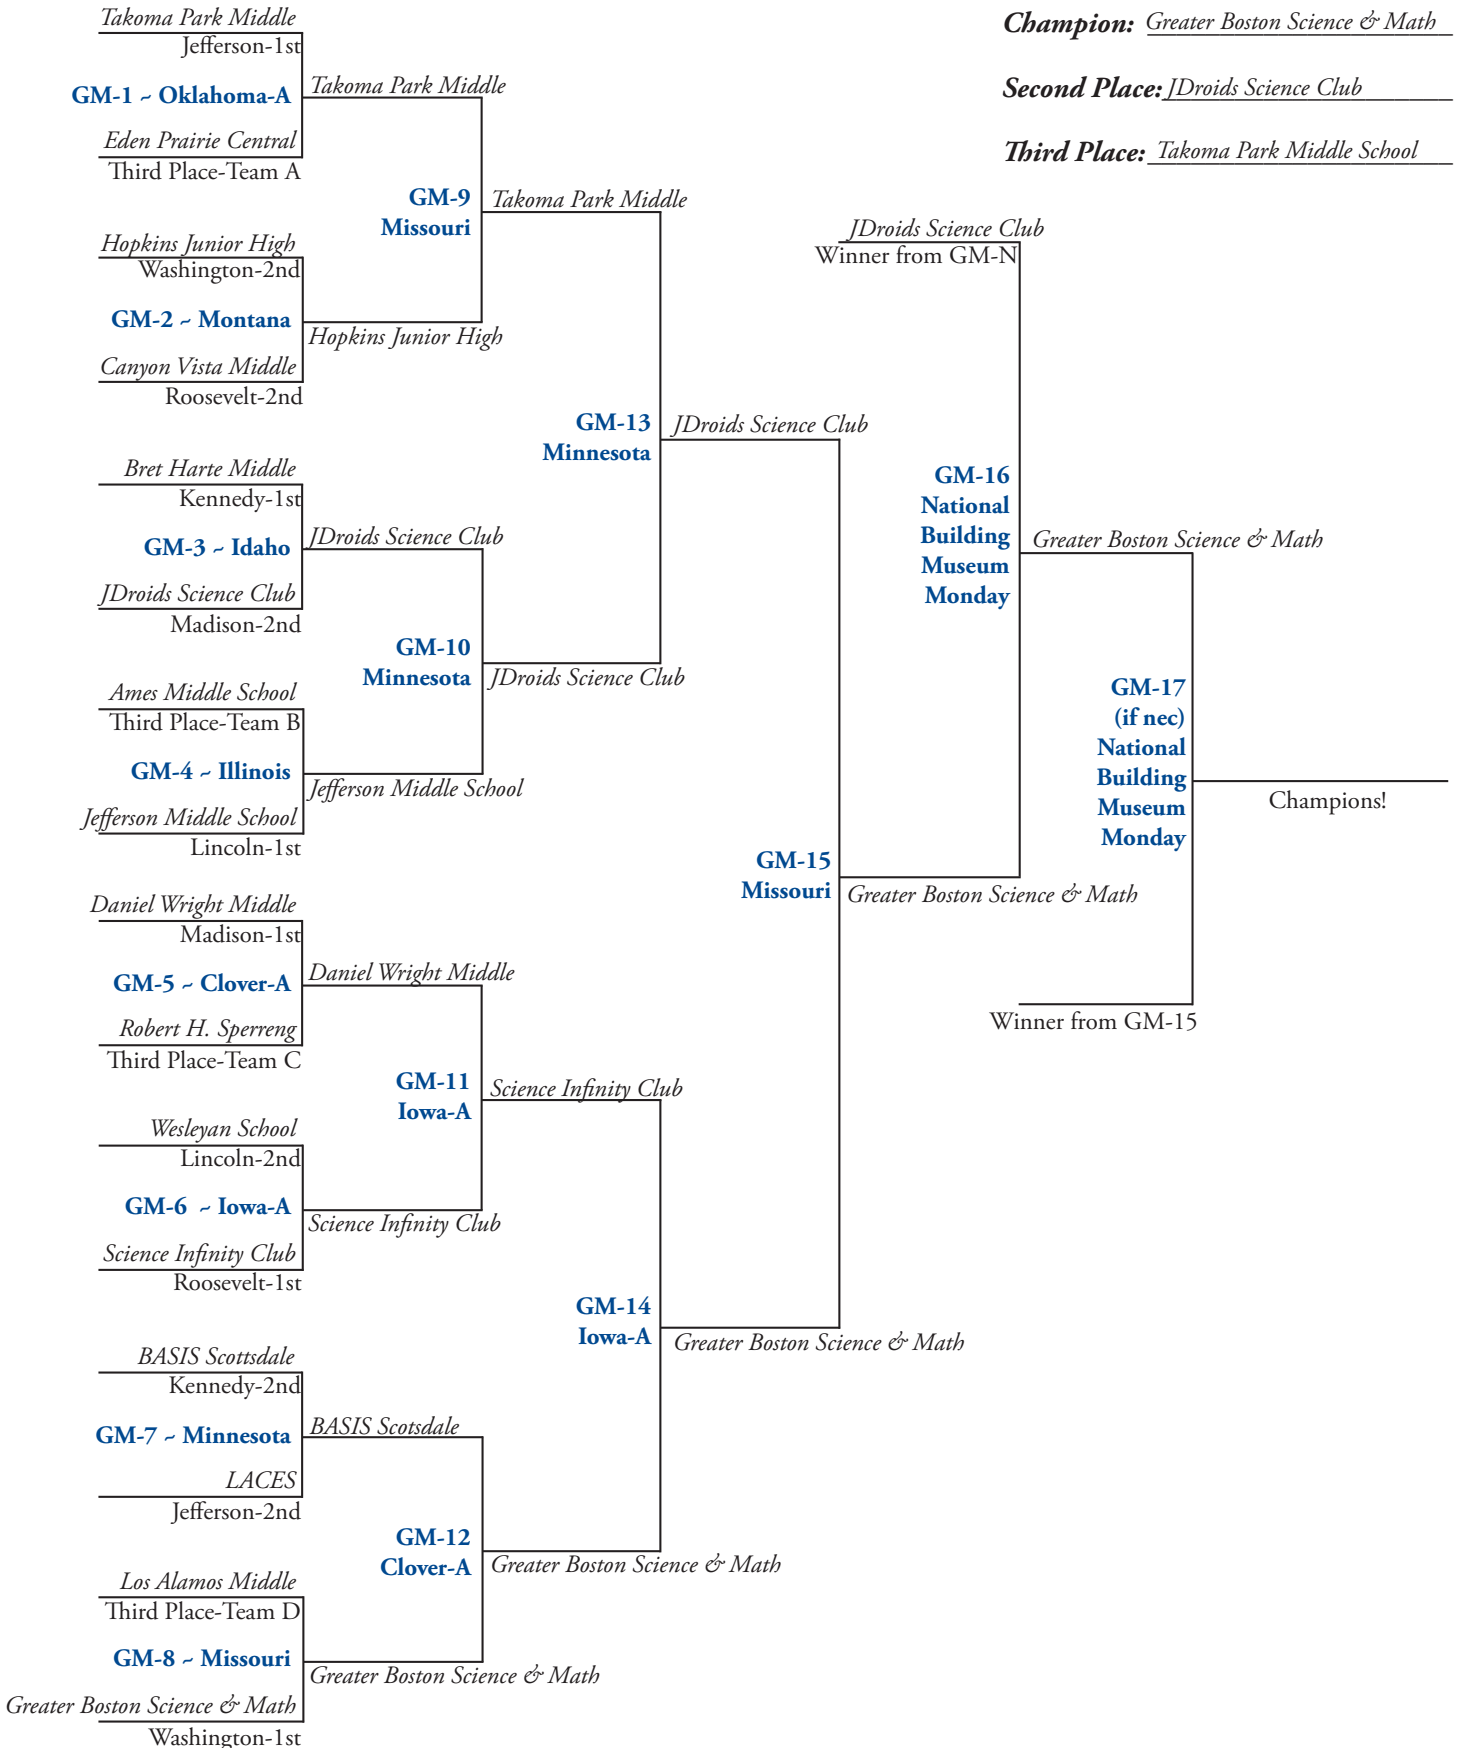 Takoma Park Middle
Jefferson-1st
GM-1 ~ Oklahoma-A
Eden Prairie Central
Third Place-Team A
Takoma Park Middle
GM-9
Missouri
Hopkins Junior High
Washington-2nd
GM-2 ~ Montana
Canyon Vista Middle
Roosevelt-2nd
Hopkins Junior High
Takoma Park Middle
GM-13
Minnesota
Bret Harte Middle
Kennedy-1st
GM-3 ~ Idaho
JDroids Science Club
Madison-2nd
JDroids Science Club
GM-10
Minnesota
Ames Middle School
Third Place-Team B
GM-4 ~ Illinois
Jefferson Middle School
Lincoln-1st
Jefferson Middle School
JDroids Science Club
JDroids Science Club
GM-15
Missouri
Daniel Wright Middle
Madison-1st
GM-5 ~ Clover-A
Robert H. Sperreng
Third Place-Team C
Daniel Wright Middle
GM-11
Iowa-A
Wesleyan School
Lincoln-2nd
GM-6 ~ Iowa-A
Science Infinity Club
Roosevelt-1st
Science Infinity Club
Science Infinity Club
GM-14
Iowa-A
BASIS Scottsdale
Kennedy-2nd
GM-7 ~ Minnesota
LACES
Jefferson-2nd
BASIS Scotsdale
GM-12
Clover-A
Los Alamos Middle
Third Place-Team D
GM-8 ~ Missouri
Greater Boston Science & Math
Washington-1st
Greater Boston Science & Math
Greater Boston Science & Math
Greater Boston Science & Math
Champion: Greater Boston Science & Math
Second Place: JDroids Science Club
Third Place: Takoma Park Middle School
JDroids Science Club
Winner from GM-N
GM-16
National
Building
Museum
Monday
Greater Boston Science & Math
Greater Boston Science & Math
GM-17
(if nec)
National
Building
Museum
Monday
Winner from GM-15
Champions!